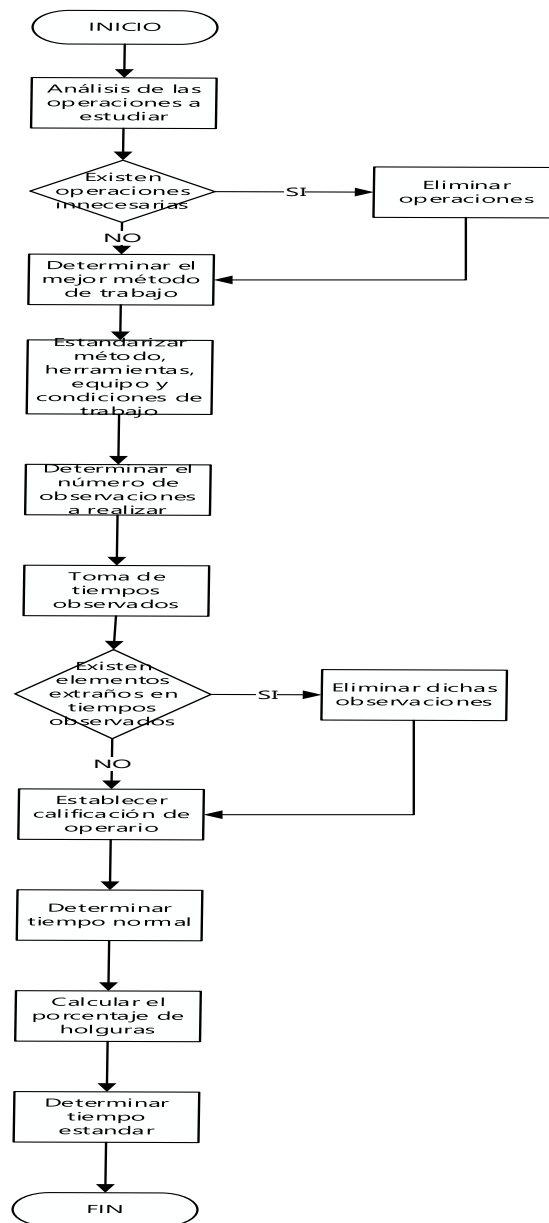 INICIO
Análisis de las
operaciones a
estudiar
Existen
operaciones
innecesarias
SI
Eliminar
operaciones
NO
Determinar el
mejor método
de trabajo
Estandarizar
método,
herramientas,
equipo y
condiciones de
trabajo
Determinar el
número de
observaciones
a realizar
Toma de
tiempos
observados
Existen
elementos
extraños en
tiempos
observados
SI
Eliminar dichas
observaciones
NO
Establecer
calificación de
operario
Determinar
tiempo normal
Calcular el
porcentaje de
holguras
Determinar
tiempo
estandar
FIN